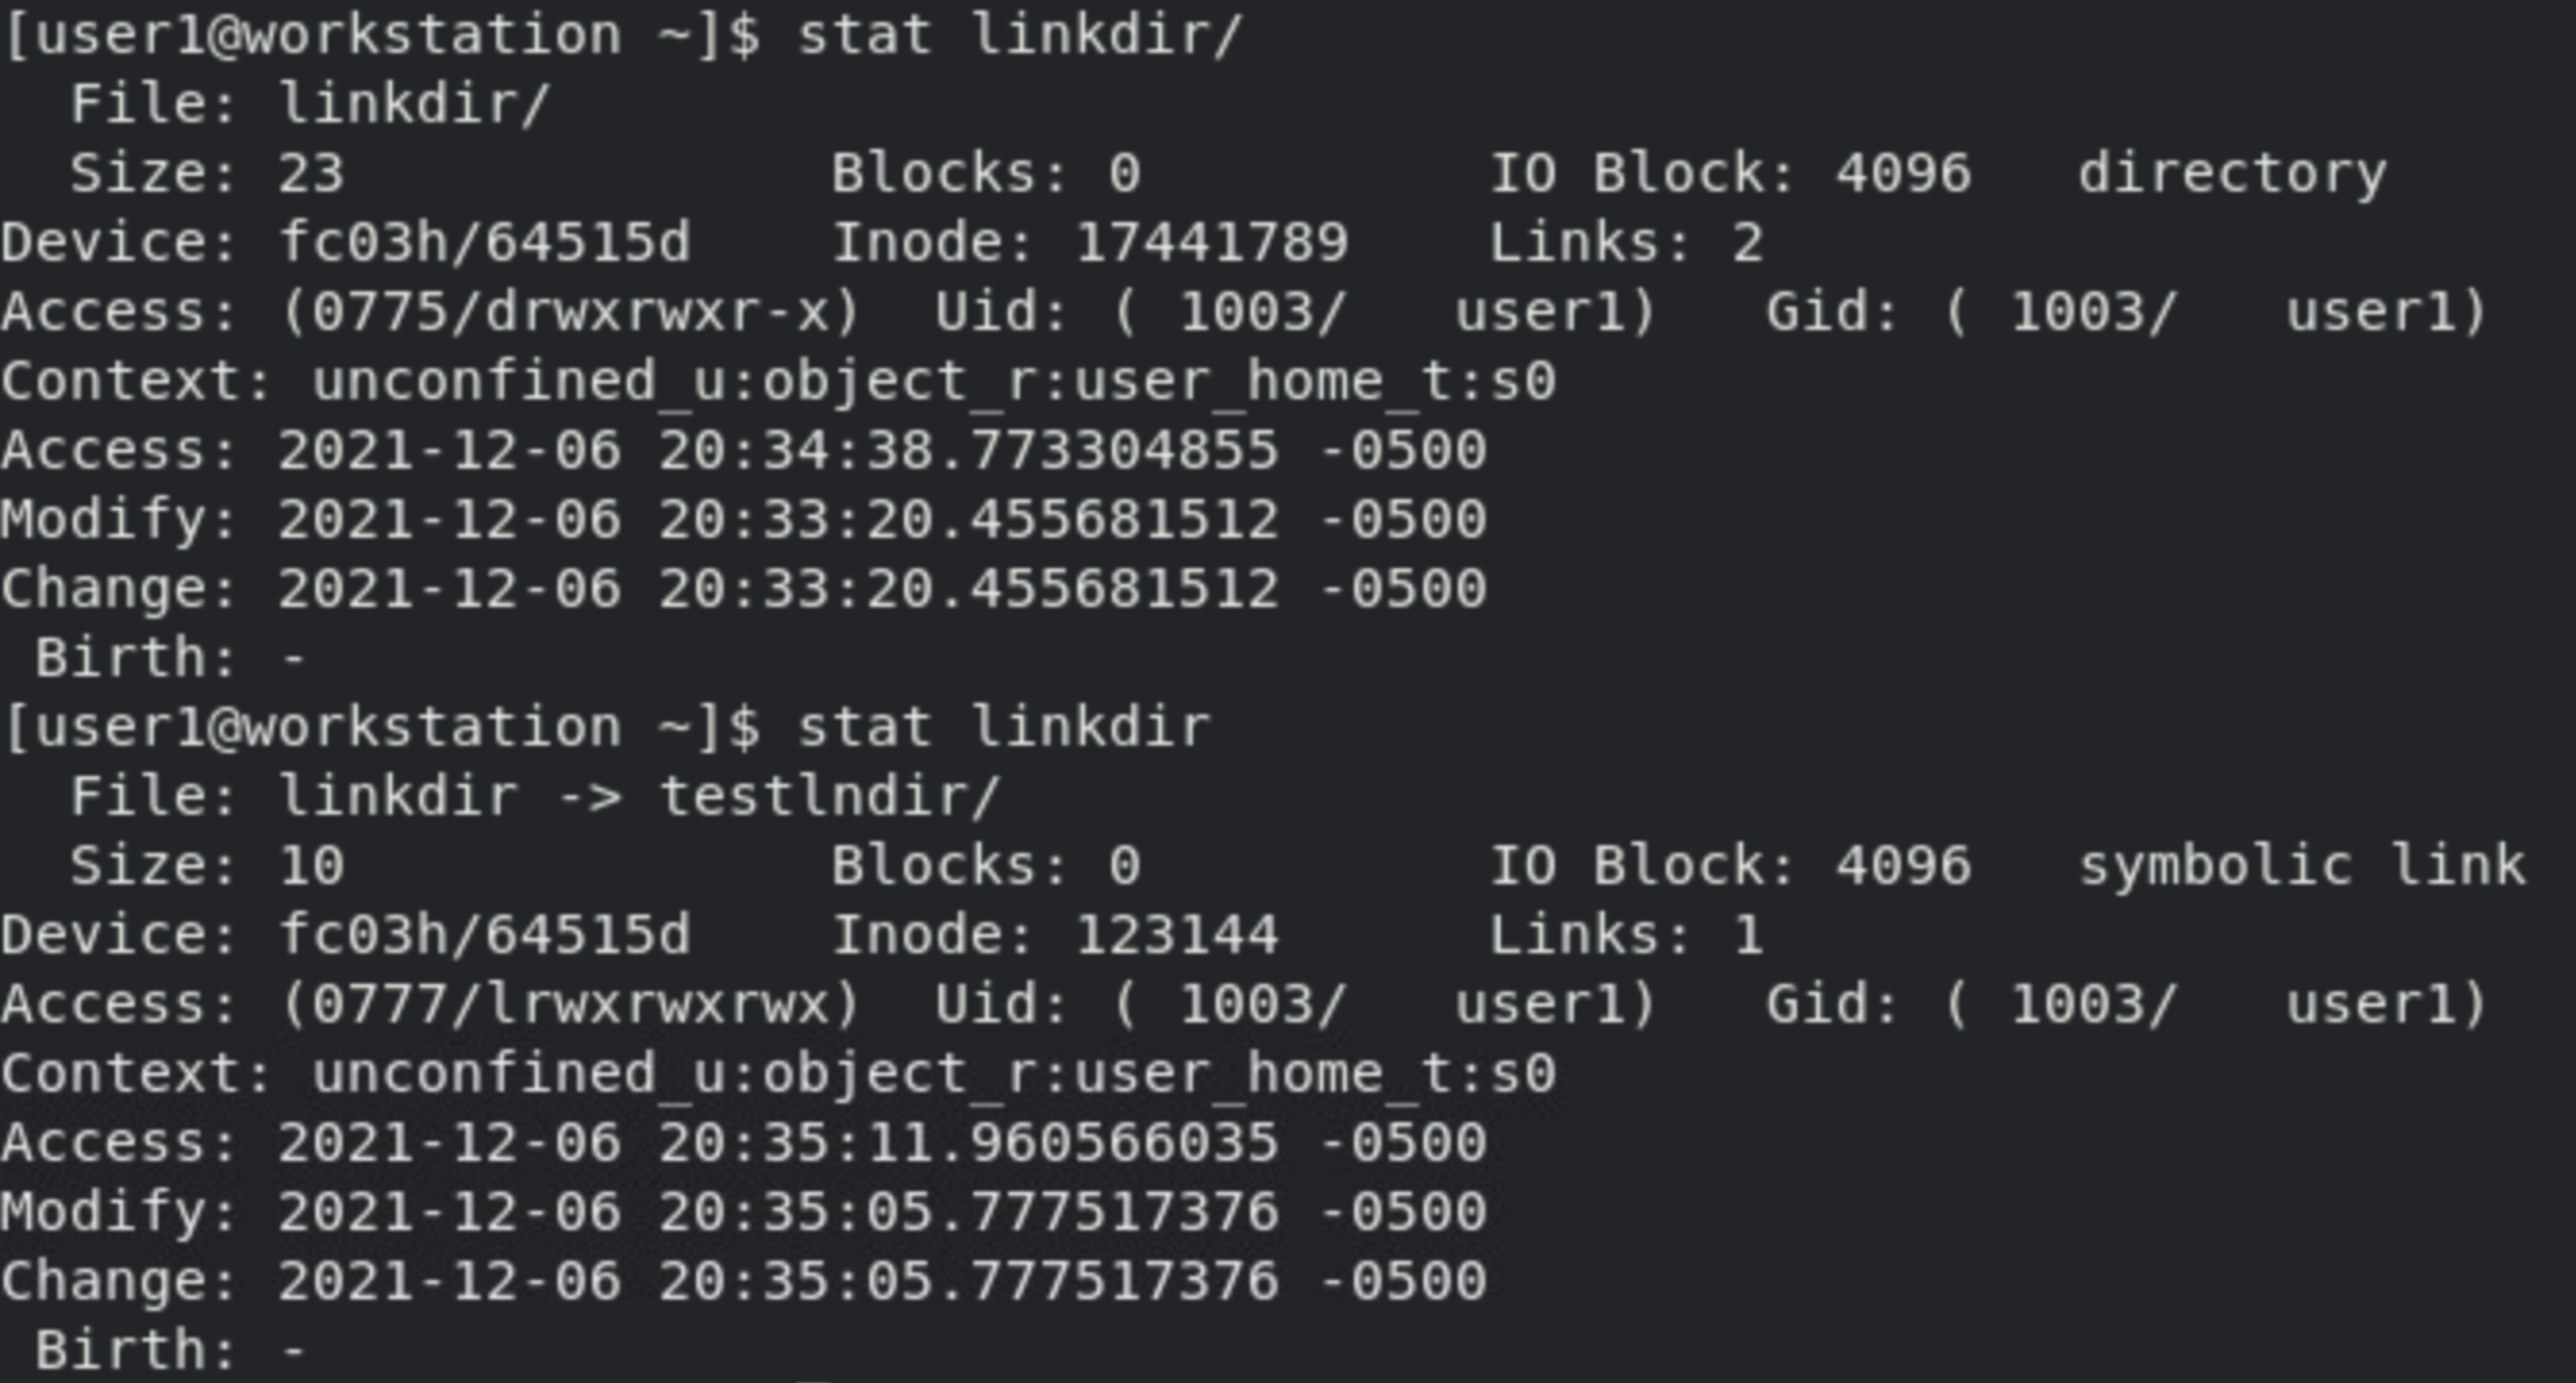 [user1@workstation ~]$ stat linkdir/
  File: linkdir/
  Size: 23              Blocks: 0          IO Block: 4096   directory
Device: fc03h/64515d    Inode: 17441789    Links: 2
Access: (0775/drwxrwxr-x)  Uid: ( 1003/   user1)   Gid: ( 1003/   user1)
Context: unconfined_u:object_r:user_home_t:s0
Access: 2021-12-06 20:34:38.773304855 -0500
Modify: 2021-12-06 20:33:20.455681512 -0500
Change: 2021-12-06 20:33:20.455681512 -0500
 Birth: -
[user1@workstation ~]$ stat linkdir
  File: linkdir -> testlndir/
  Size: 10              Blocks: 0          IO Block: 4096   symbolic link
Device: fc03h/64515d    Inode: 123144      Links: 1
Access: (0777/lrwxrwxrwx)  Uid: ( 1003/   user1)   Gid: ( 1003/   user1)
Context: unconfined_u:object_r:user_home_t:s0
Access: 2021-12-06 20:35:11.960566035 -0500
Modify: 2021-12-06 20:35:05.777517376 -0500
Change: 2021-12-06 20:35:05.777517376 -0500
 Birth: -